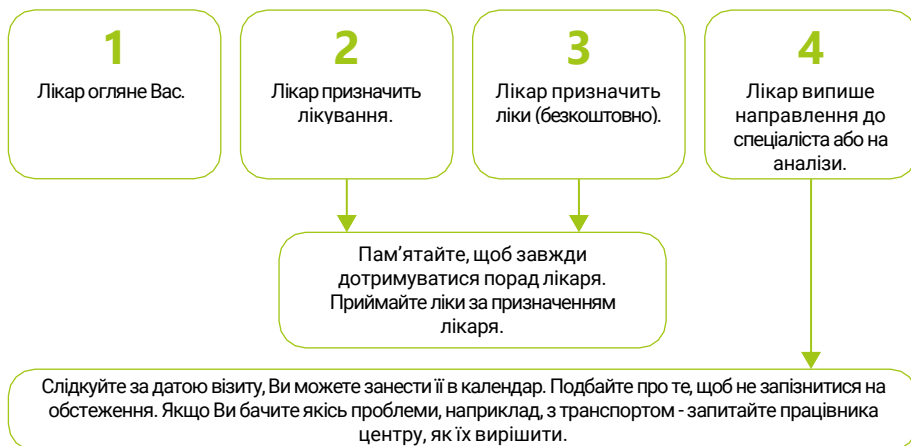 1
Лікар огляне Вас.
2
Лікар призначить
лікування.
3
Лікар призначить
ліки (безкоштовно).
4
Лікар випише
направлення до
спеціаліста або на
аналізи.
Пам’ятайте, щоб завжди
дотримуватися порад лікаря.
Приймайте ліки за призначенням
лікаря.
Слідкуйте за датою візиту, Ви можете занести її в календар. Подбайте про те, щоб не запізнитися на
обстеження. Якщо Ви бачите якісь проблеми, наприклад, з транспортом - запитайте працівника
центру, як їх вирішити.